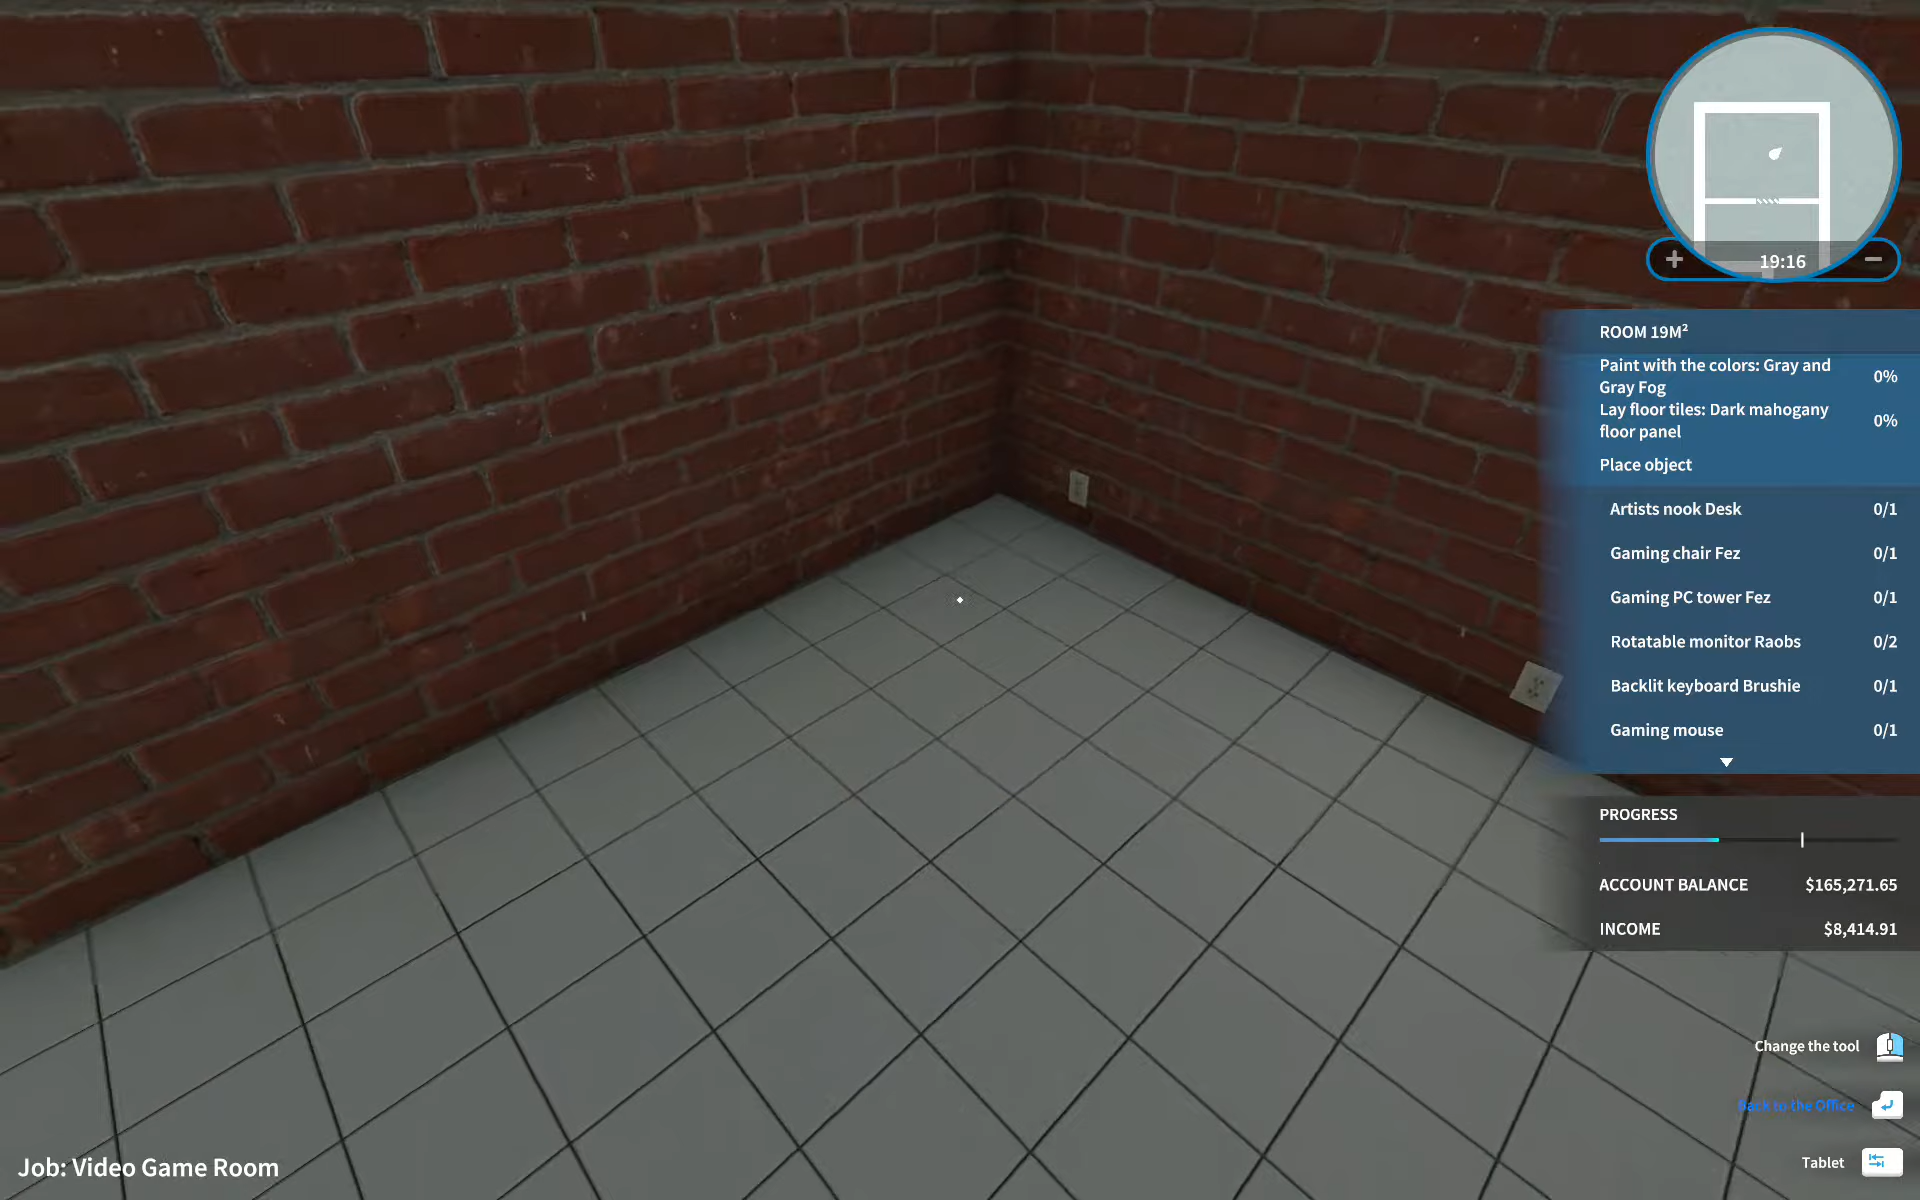 19:16
ROOM 19M²
Paint with the colors: Gray and
Gray Fog
0%
Lay floor tiles: Dark mahogany
floor panel
0%
Place object
Artists nook Desk 0/1
Gaming chair Fez 0/1
Gaming PC tower Fez 0/1
Rotatable monitor Raobs 0/2
Backlit keyboard Brushie 0/1
Gaming mouse 0/1
PROGRESS
ACCOUNT BALANCE $165,271.65
INCOME $8,414.91
Change the tool
Back to the Office
Tablet
Job: Video Game Room